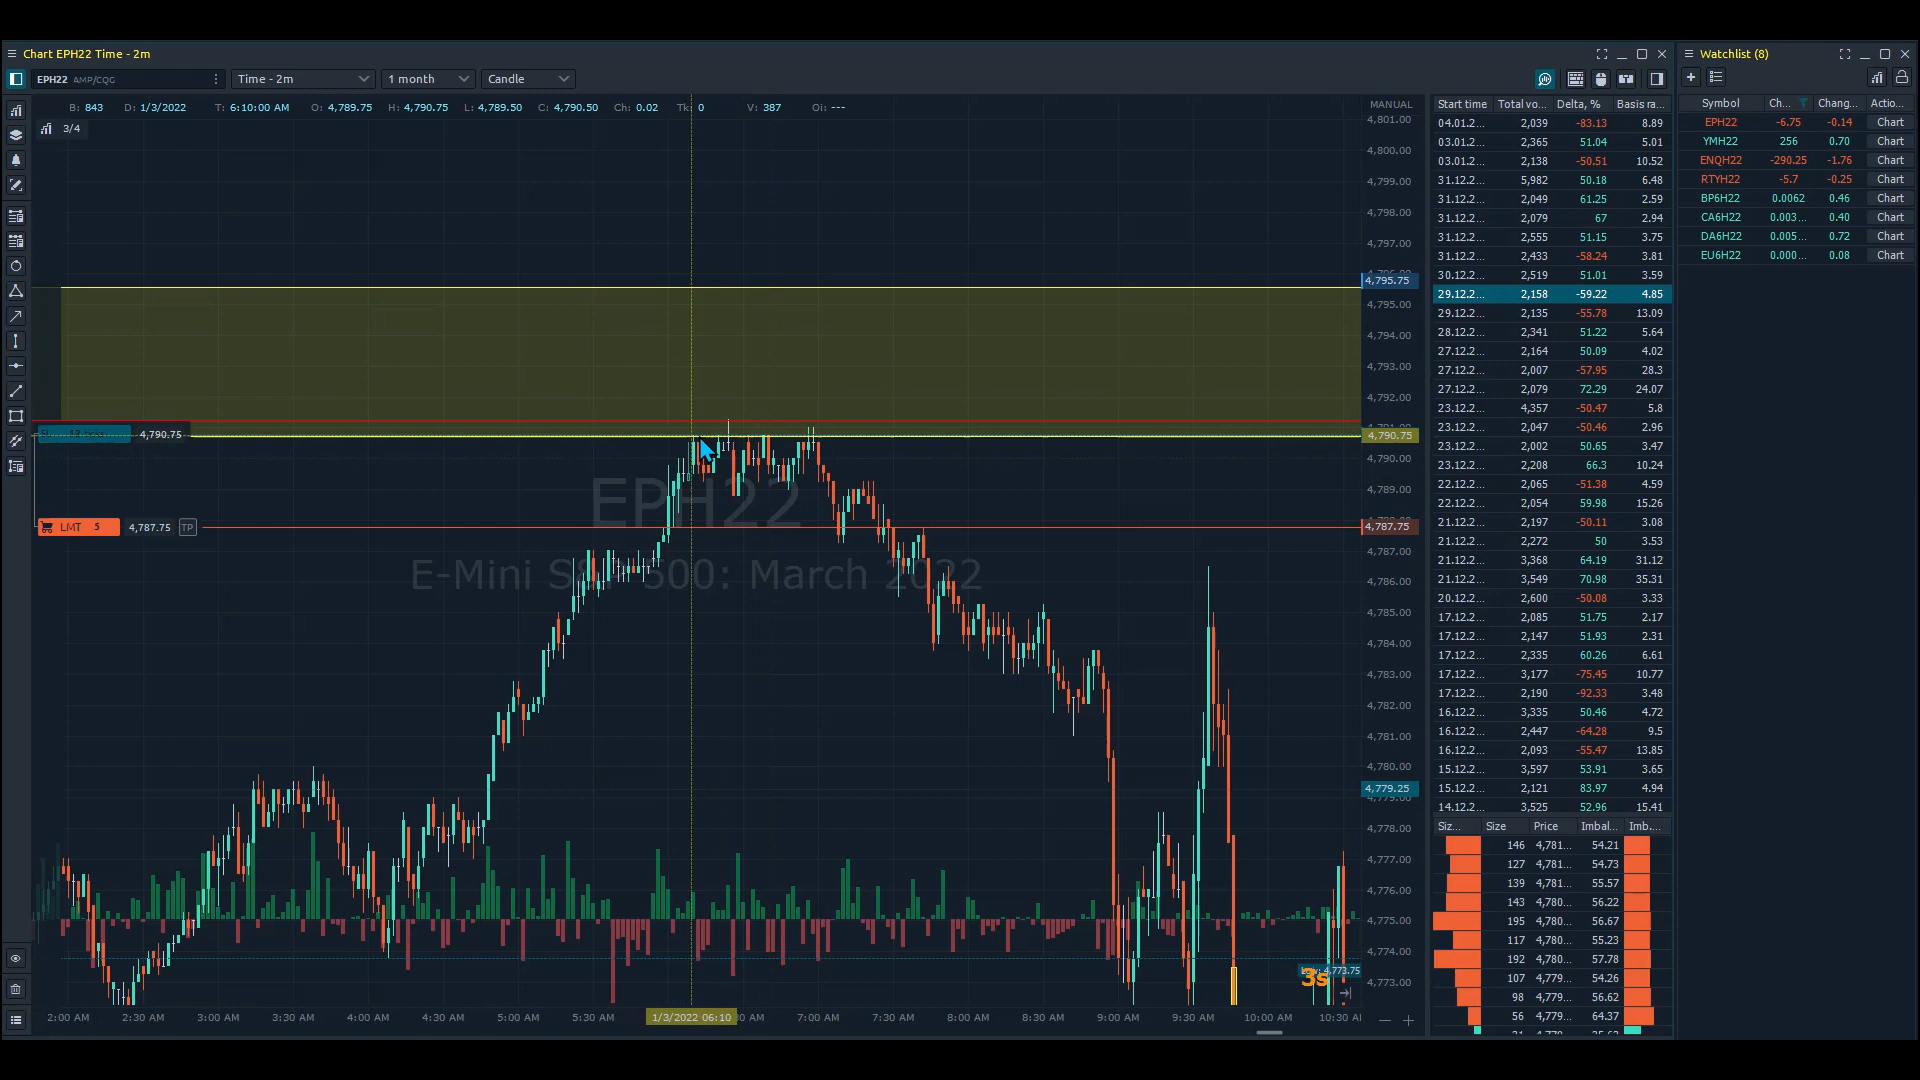 Chart EPH22 Time - 2m
EPH22 AMP/CQG
Time - 2m
1 month
Candle
B: 843 D: 1/3/2022 T: 6:10:00 AM O: 4,789.75 H: 4,790.75 L: 4,789.50 C: 4,790.50 Ch: 0.02 Tk: 0 V: 387 Oi: ---
3/4
MANUAL
4,801.00
4,800.00
4,799.00
4,798.00
4,797.00
4,795.75
4,795.00
4,794.00
4,793.00
4,792.00
4,790.75
4,790.75
4,790.00
4,789.00
EPH22
LMT 5 4,787.75 TP
4,787.75
4,787.00
E-Mini S&P 500: March 2022
4,786.00
4,785.00
4,784.00
4,783.00
4,782.00
4,781.00
4,780.00
4,779.25
4,778.00
4,777.00
4,776.00
4,775.00
4,774.00
4,773.75
3s
4,773.00
2:00 AM 2:30 AM 3:00 AM 3:30 AM 4:00 AM 4:30 AM 5:00 AM 5:30 AM 1/3/2022 06:10 AM 7:00 AM 7:30 AM 8:00 AM 8:30 AM 9:00 AM 9:30 AM 10:00 AM 10:30 A
Start time Total vo... Delta, % Basis ra...
04.01.2... 2,039 -83.13 8.89
03.01.2... 2,365 51.04 5.01
03.01.2... 2,138 -50.51 10.52
31.12.2... 5,982 50.18 6.48
31.12.2... 2,049 61.25 2.59
31.12.2... 2,079 67 2.94
31.12.2... 2,555 51.15 3.75
31.12.2... 2,433 -58.24 3.81
30.12.2... 2,519 51.01 3.59
29.12.2... 2,158 -59.22 4.85
29.12.2... 2,135 -55.78 13.09
28.12.2... 2,341 51.22 5.64
27.12.2... 2,164 50.09 4.02
27.12.2... 2,007 -57.95 28.3
27.12.2... 2,079 72.29 24.07
23.12.2... 4,357 -50.47 5.8
23.12.2... 2,047 -50.46 2.96
23.12.2... 2,002 50.65 3.47
23.12.2... 2,208 66.3 10.24
22.12.2... 2,065 -51.38 4.59
22.12.2... 2,054 59.98 15.26
21.12.2... 2,197 -50.11 3.08
21.12.2... 2,272 50 3.53
21.12.2... 3,368 64.19 31.12
21.12.2... 3,549 70.98 35.31
20.12.2... 2,600 -50.08 3.33
17.12.2... 2,085 51.75 2.17
17.12.2... 2,147 51.93 2.31
17.12.2... 2,335 60.26 6.61
17.12.2... 3,177 -75.45 10.77
17.12.2... 2,190 -92.33 3.48
16.12.2... 3,335 50.46 4.72
16.12.2... 2,447 -64.28 9.5
16.12.2... 2,093 -55.47 13.85
15.12.2... 3,597 53.91 3.65
15.12.2... 2,121 83.97 4.94
14.12.2... 3,525 52.96 15.41
Siz... Size Price Imbal... Imb....
146 4,781... 54.21
127 4,781... 54.73
139 4,781... 55.57
143 4,780... 56.22
195 4,780... 56.67
117 4,780... 55.23
192 4,780... 57.78
107 4,779... 54.26
98 4,779... 56.62
56 4,779... 64.37
Watchlist (8)
Symbol Ch... Chang... Actio...
EPH22 -6.75 -0.14 Chart
YMH22 256 0.70 Chart
ENQH22 -290.25 -1.76 Chart
RTYH22 -5.7 -0.25 Chart
BP6H22 0.0062 0.46 Chart
CA6H22 0.003... 0.40 Chart
DA6H22 0.005... 0.72 Chart
EU6H22 0.000... 0.08 Chart